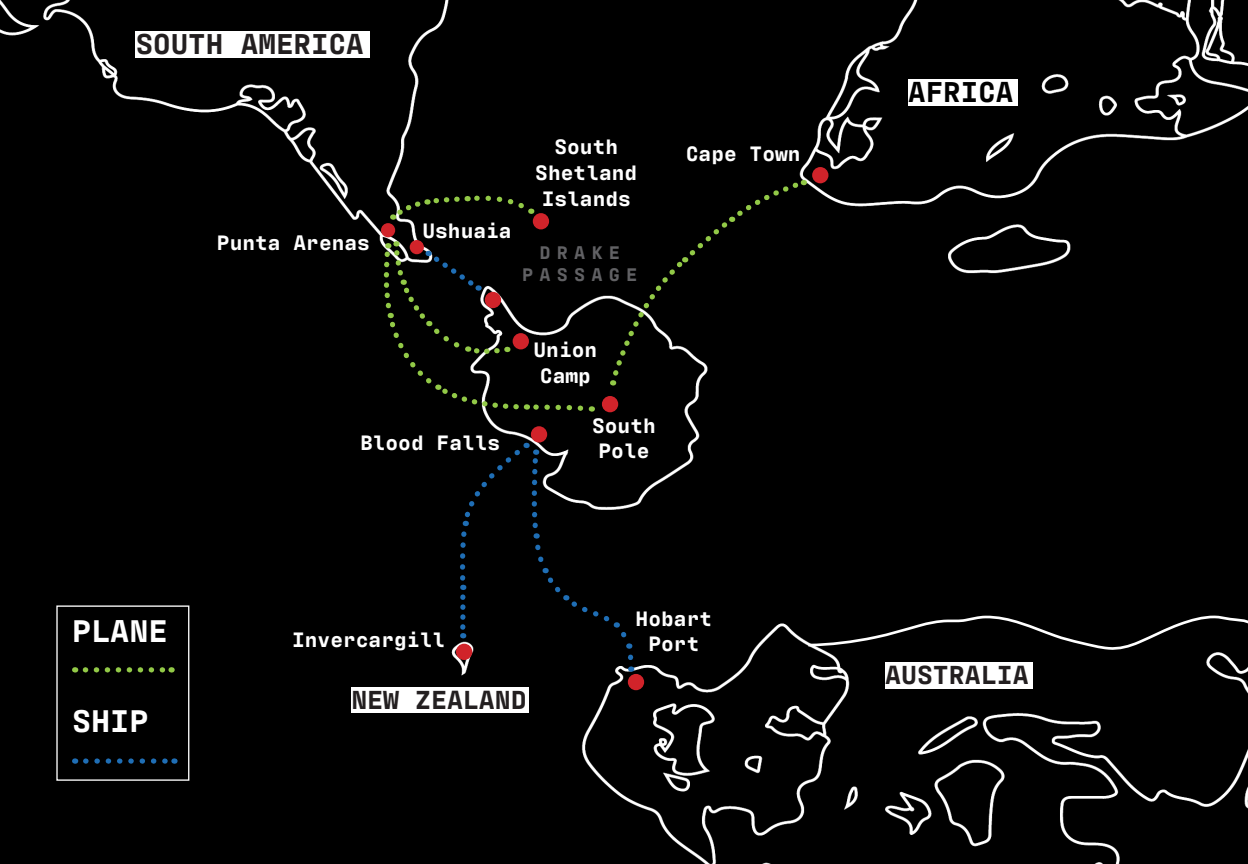 SOUTH AMERICA
AFRICA
South
Shetland
Islands
Cape Town
Punta Arenas
Ushuaia
DRAKE
PASSAGE
Union
Camp
South
Pole
Blood Falls
Invercargill
NEW ZEALAND
Hobart
Port
AUSTRALIA
PLANE
SHIP